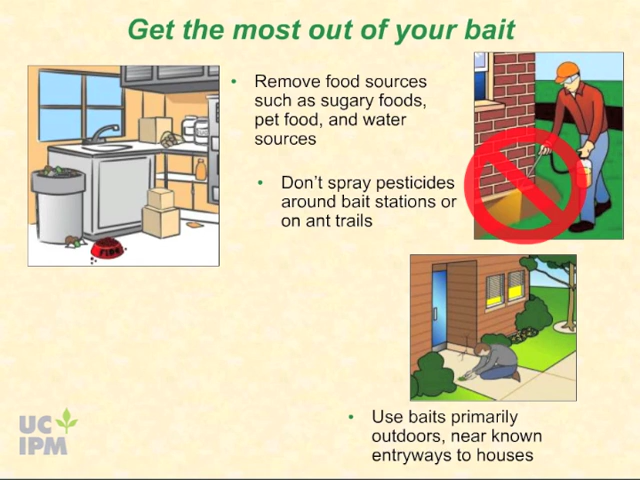 Get the most out of your bait
• Remove food sources
such as sugary foods,
pet food, and water
sources
• Don't spray pesticides
around bait stations or
on ant trails
• Use baits primarily
outdoors, near known
entryways to houses
UC
IPM